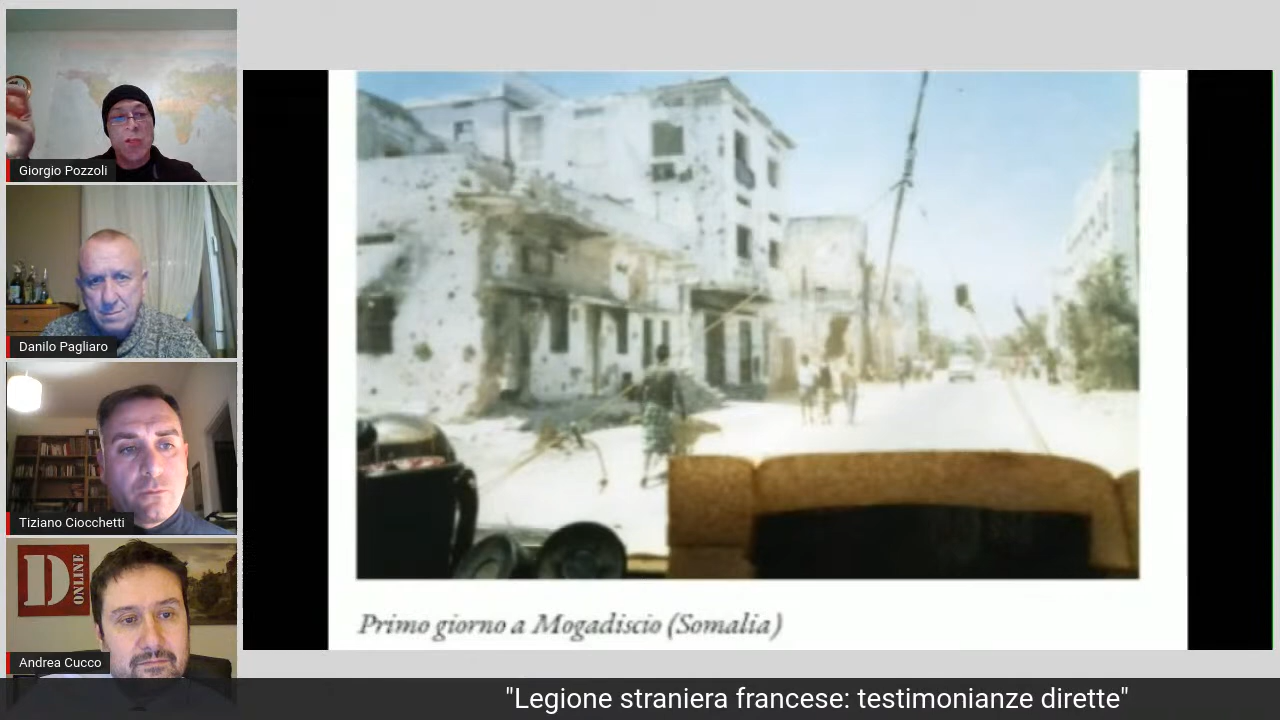 Giorgio Pozzoli
Danilo Pagliaro
Tiziano Ciocchetti
D
ONLINE
Andrea Cucco
Primo giorno a Mogadiscio (Somalia)
"Legione straniera francese: testimonianze dirette"